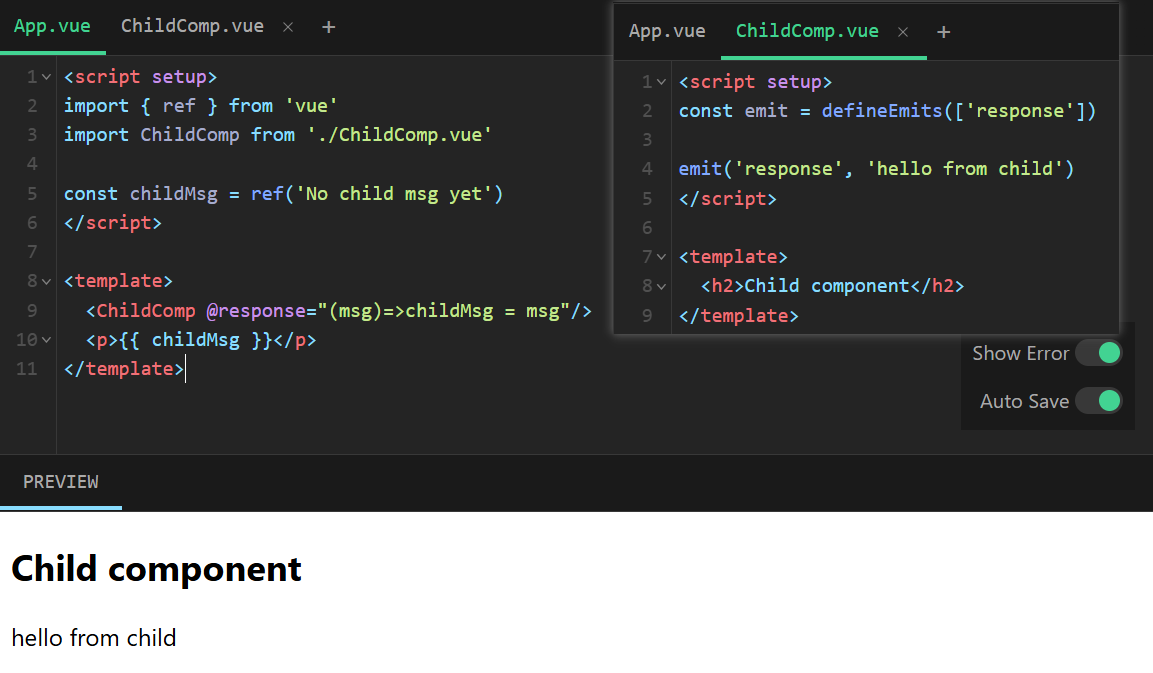 App.vue ChildComp.vue × +
1 <script setup>
2 import { ref } from 'vue'
3 import ChildComp from './ChildComp.vue'
4
5 const childMsg = ref('No child msg yet')
6 </script>
7
8 <template>
9   <ChildComp @response="(msg)=>childMsg = msg"/>
10   <p>{{ childMsg }}</p>
11 </template>
App.vue ChildComp.vue × +
1 <script setup>
2 const emit = defineEmits(['response'])
3
4 emit('response', 'hello from child')
5 </script>
6
7 <template>
8   <h2>Child component</h2>
9 </template>
Show Error
Auto Save
PREVIEW
Child component
hello from child